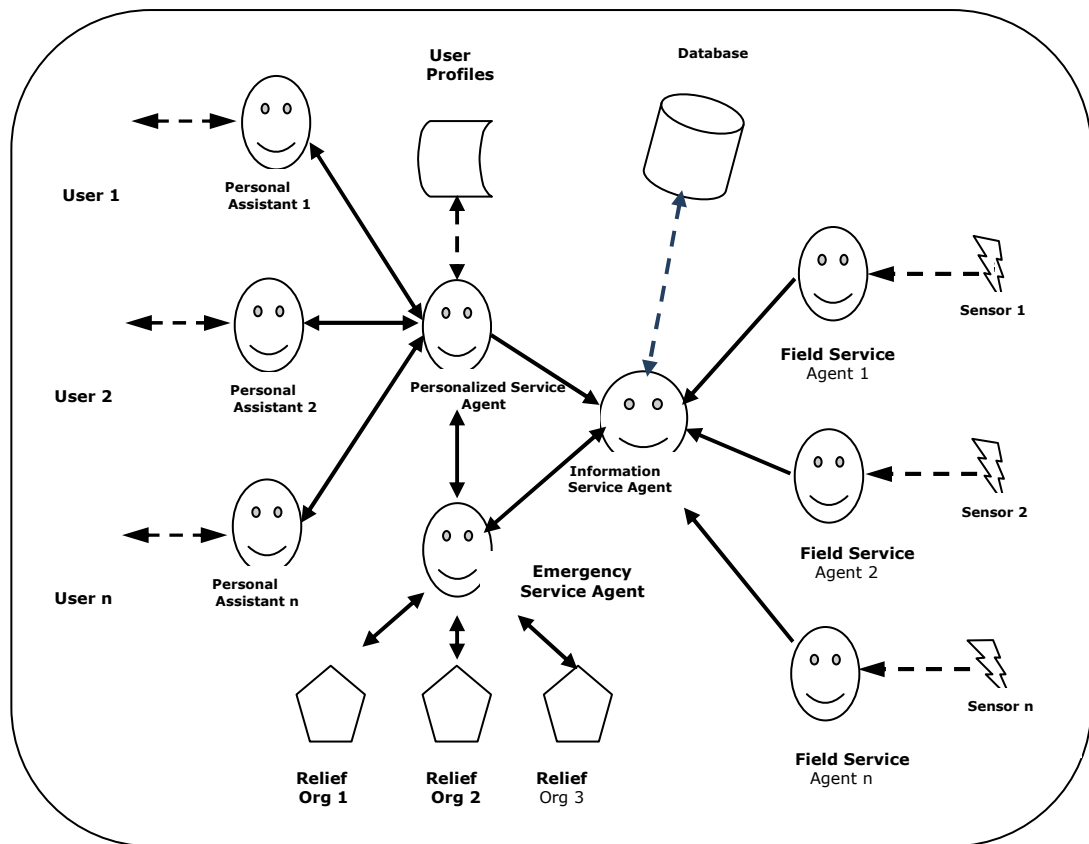 User
Profiles
Database
User 1
Personal
Assistant 1
Sensor 1
Field Service
Agent 1
User 2
Personal
Assistant 2
Personalized Service
Agent
Information
Service Agent
Sensor 2
Field Service
Agent 2
User n
Personal
Assistant n
Emergency
Service Agent
Sensor n
Field Service
Agent n
Relief
Org 1
Relief
Org 2
Relief
Org 3